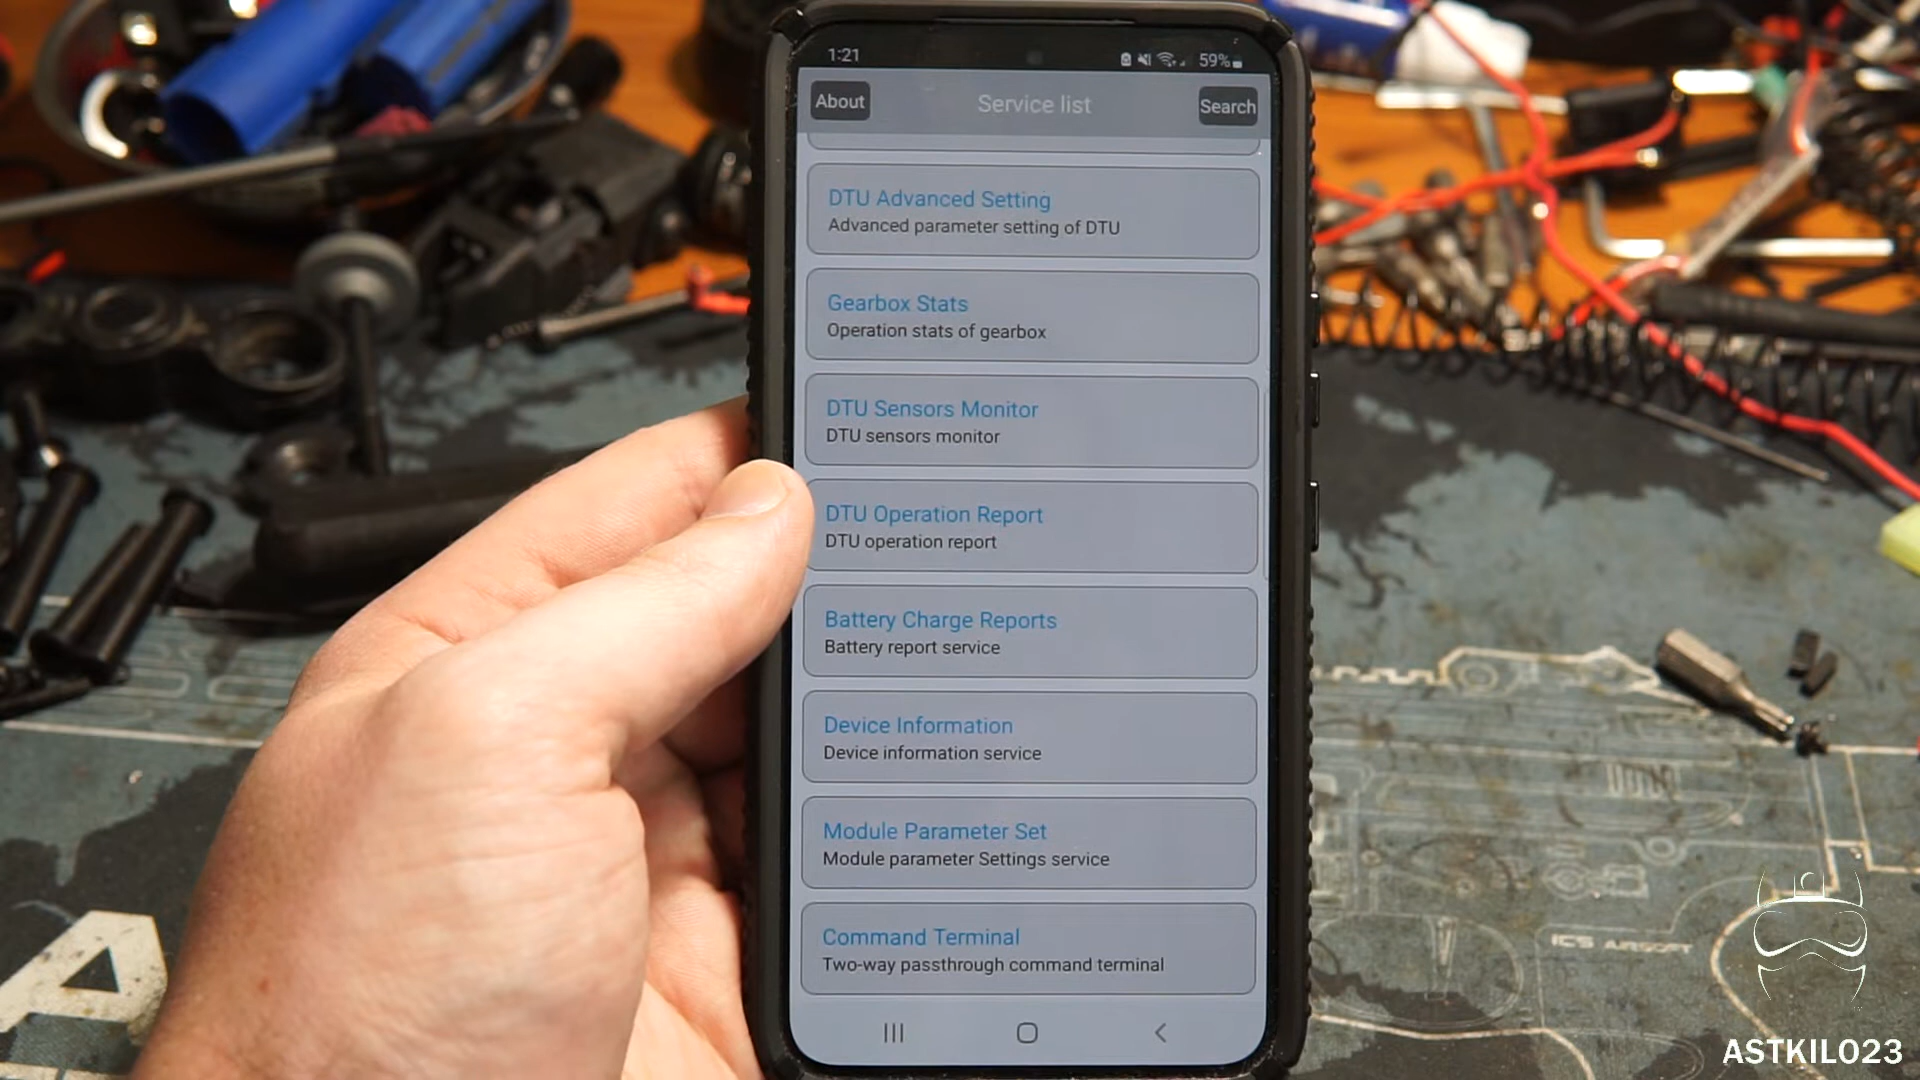 1:21
59%
About
Service list
Search
DTU Advanced Setting
Advanced parameter setting of DTU
Gearbox Stats
Operation stats of gearbox
DTU Sensors Monitor
DTU sensors monitor
DTU Operation Report
DTU operation report
Battery Charge Reports
Battery report service
Device Information
Device information service
Module Parameter Set
Module parameter Settings service
Command Terminal
Two-way passthrough command terminal
ICS AIRSOFT
A
ASTKILO23